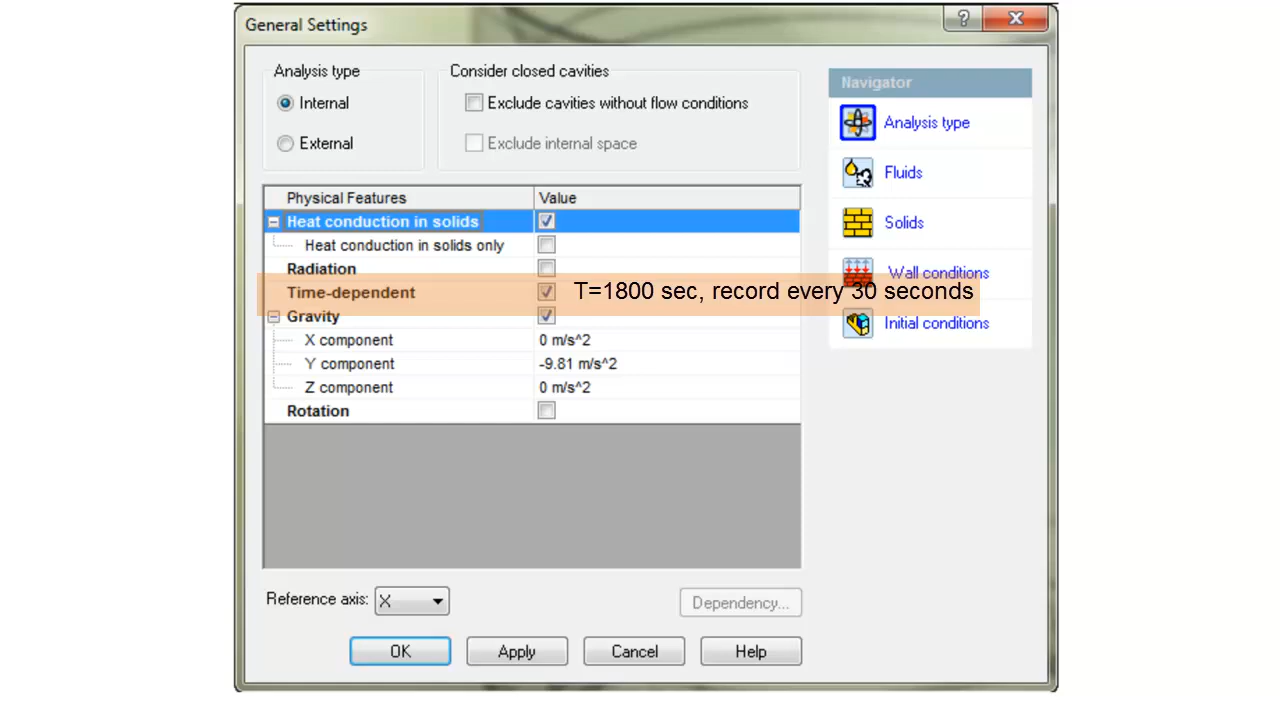 General Settings
?
Analysis type
Internal
External
Consider closed cavities
Exclude cavities without flow conditions
Exclude internal space
Physical Features Value
Heat conduction in solids
Heat conduction in solids only
Radiation
Time-dependent T=1800 sec, record every 30 seconds
Gravity
X component 0 m/s^2
Y component -9.81 m/s^2
Z component 0 m/s^2
Rotation
Reference axis: X
Dependency...
OK Apply Cancel Help
Navigator
Analysis type
Fluids
Solids
Wall conditions
Initial conditions